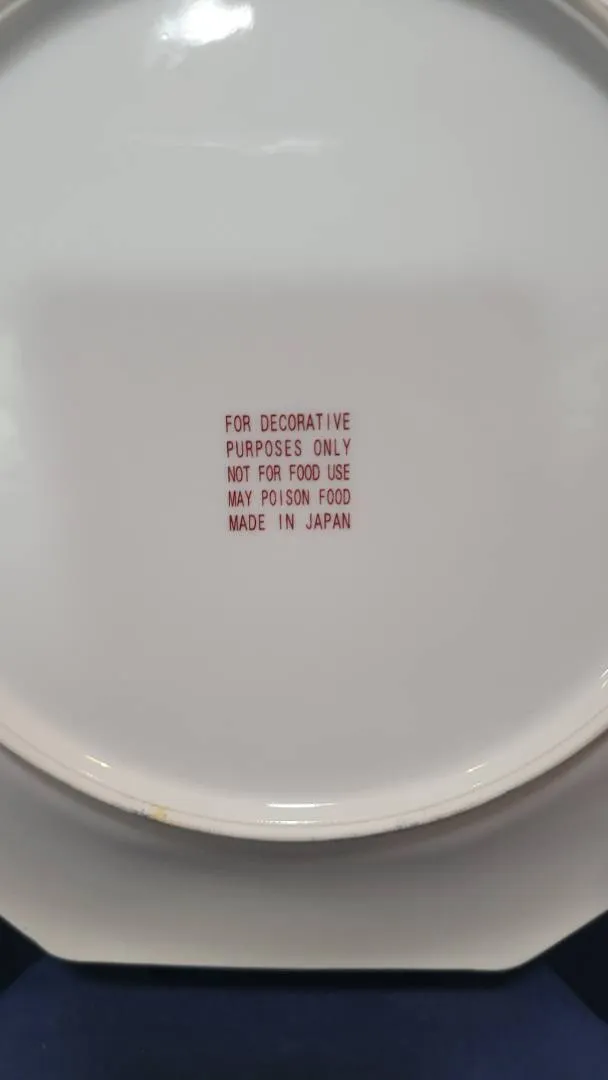 FOR DECORATIVE
PURPOSES ONLY
NOT FOR FOOD USE
MAY POISON FOOD
MADE IN JAPAN